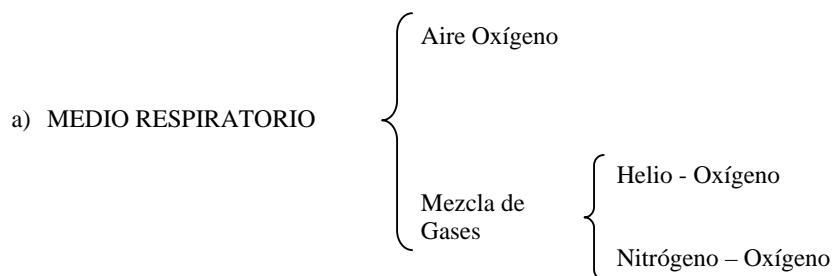 Aire Oxígeno
a) MEDIO RESPIRATORIO
Helio - Oxígeno
Mezcla de
Gases
Nitrógeno – Oxígeno